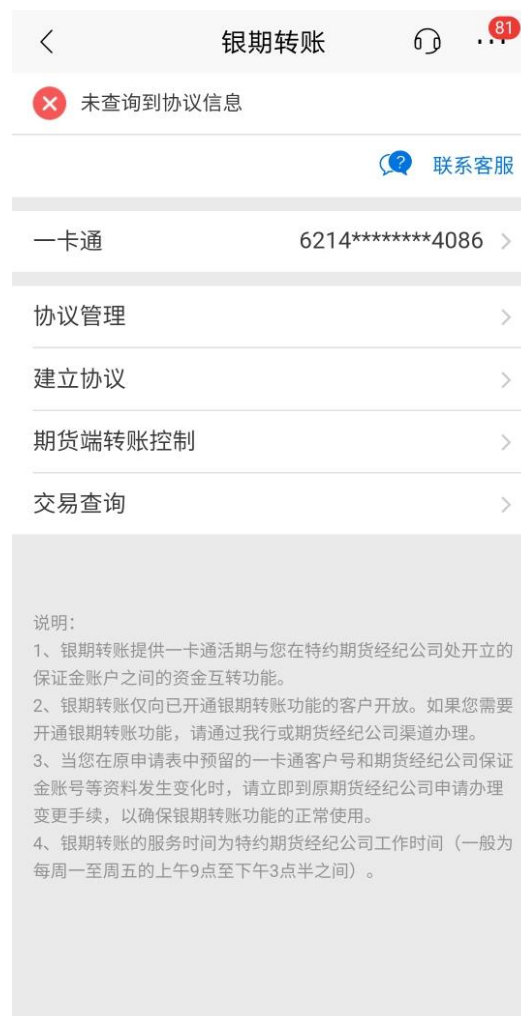 银期转账
81
未查询到协议信息
联系客服
一卡通 6214********4086
协议管理
建立协议
期货端转账控制
交易查询
说明：
1、银期转账提供一卡通活期与您在特约期货经纪公司处开立的
保证金账户之间的资金互转功能。
2、银期转账仅向已开通银期转账功能的客户开放。如果您需要
开通银期转账功能，请通过我行或期货经纪公司渠道办理。
3、当您在原申请表中预留的一卡通客户号和期货经纪公司保证
金账号等资料发生变化时，请立即到原期货经纪公司申请办理
变更手续，以确保银期转账功能的正常使用。
4、银期转账的服务时间为特约期货经纪公司工作时间（一般为
每周一至周五的上午9点至下午3点半之间）。